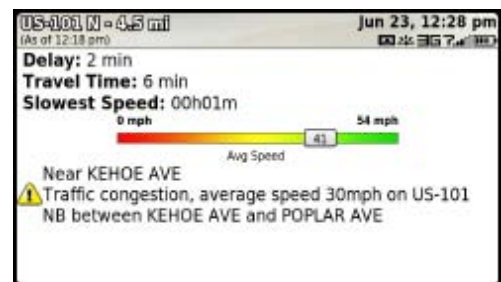 US-101 N - 4.5 mi
Jun 23, 12:28 pm
(As of 12:18 pm)
3G
Delay: 2 min
Travel Time: 6 min
Slowest Speed: 00h01m
0 mph
54 mph
41
Avg Speed
Near KEHOE AVE
Traffic congestion, average speed 30mph on US-101
NB between KEHOE AVE and POPLAR AVE